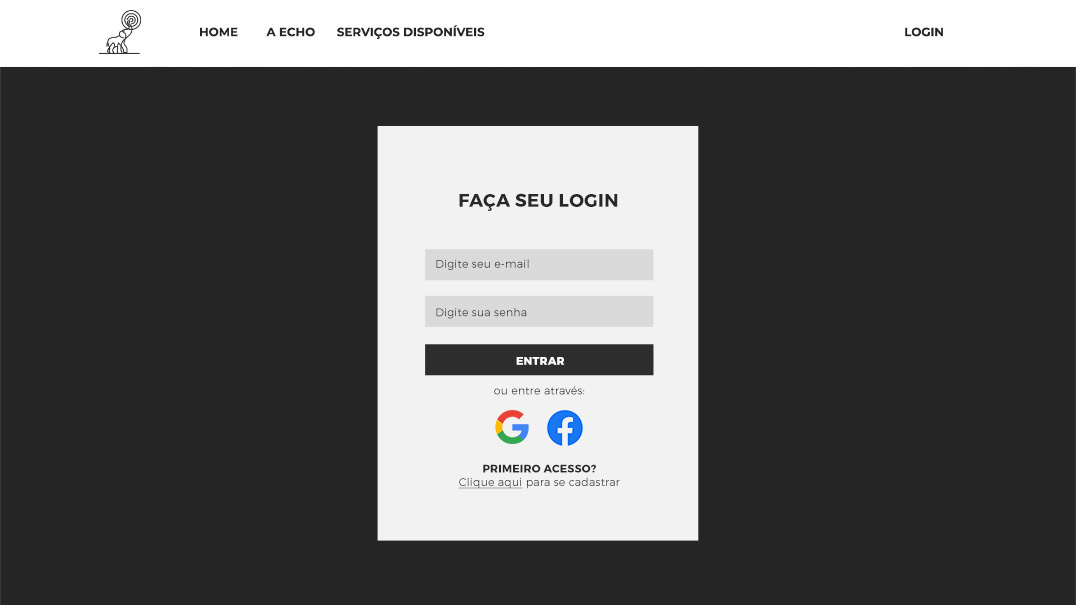 HOME A ECHO SERVIÇOS DISPONÍVEIS LOGIN
FAÇA SEU LOGIN
Digite seu e-mail
Digite sua senha
ENTRAR
ou entre através:
PRIMEIRO ACESSO?
Clique aqui para se cadastrar